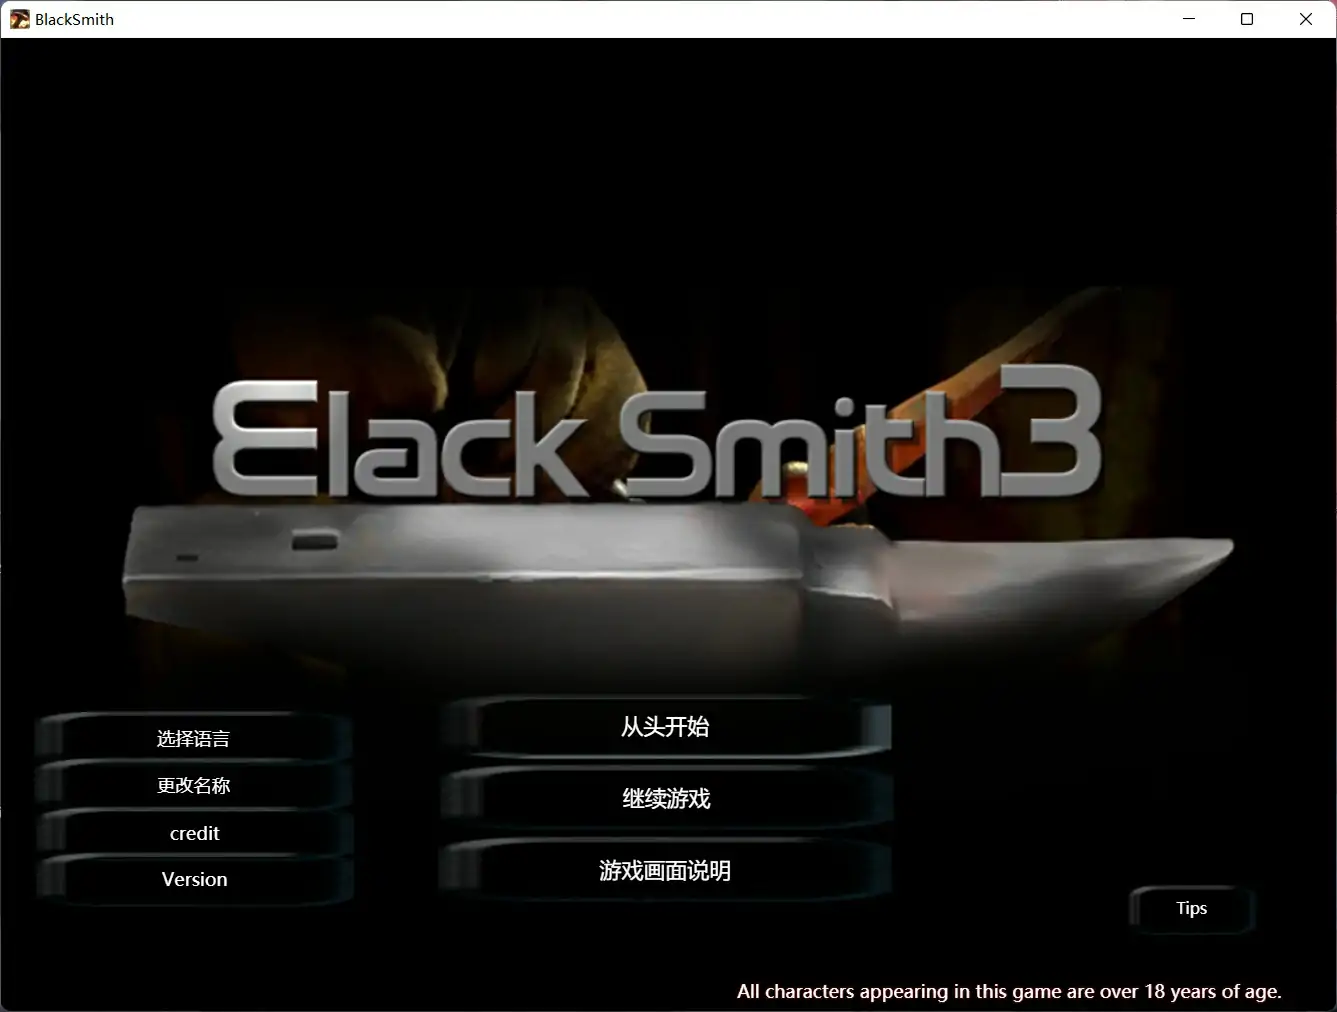 BlackSmith
Elack Smith3
选择语言
更改名称
credit
Version
从头开始
继续游戏
游戏画面说明
Tips
All characters appearing in this game are over 18 years of age.